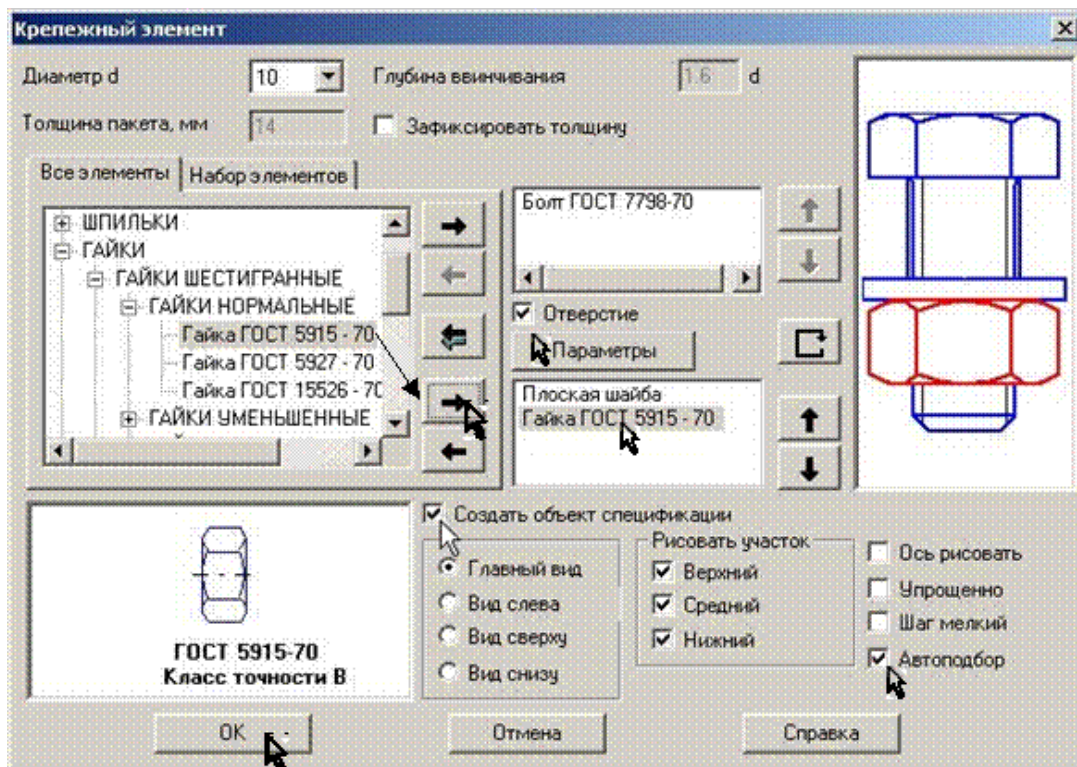 Крепежный элемент
Диаметр d 10 Глубина ввинчивания 1.6 d
Толщина пакета, мм 14 Зафиксировать толщину
Все элементы Набор элементов
ШПИЛЬКИ
ГАЙКИ
ГАЙКИ ШЕСТИГРАННЫЕ
ГАЙКИ НОРМАЛЬНЫЕ
Гайка ГОСТ 5915 - 70
Гайка ГОСТ 5927 - 70
Гайка ГОСТ 15526 - 70
ГАЙКИ УМЕНЬШЕННЫЕ
Болт ГОСТ 7798-70
Отверстие
Параметры
Плоская шайба
Гайка ГОСТ 5915 - 70
ГОСТ 5915-70
Класс точности В
Создать объект спецификации
Главный вид
Вид слева
Вид сверху
Вид снизу
Рисовать участок
Верхний
Средний
Нижний
Ось рисовать
Упрощенно
Шаг мелкий
Автоподбор
OK Отмена Справка